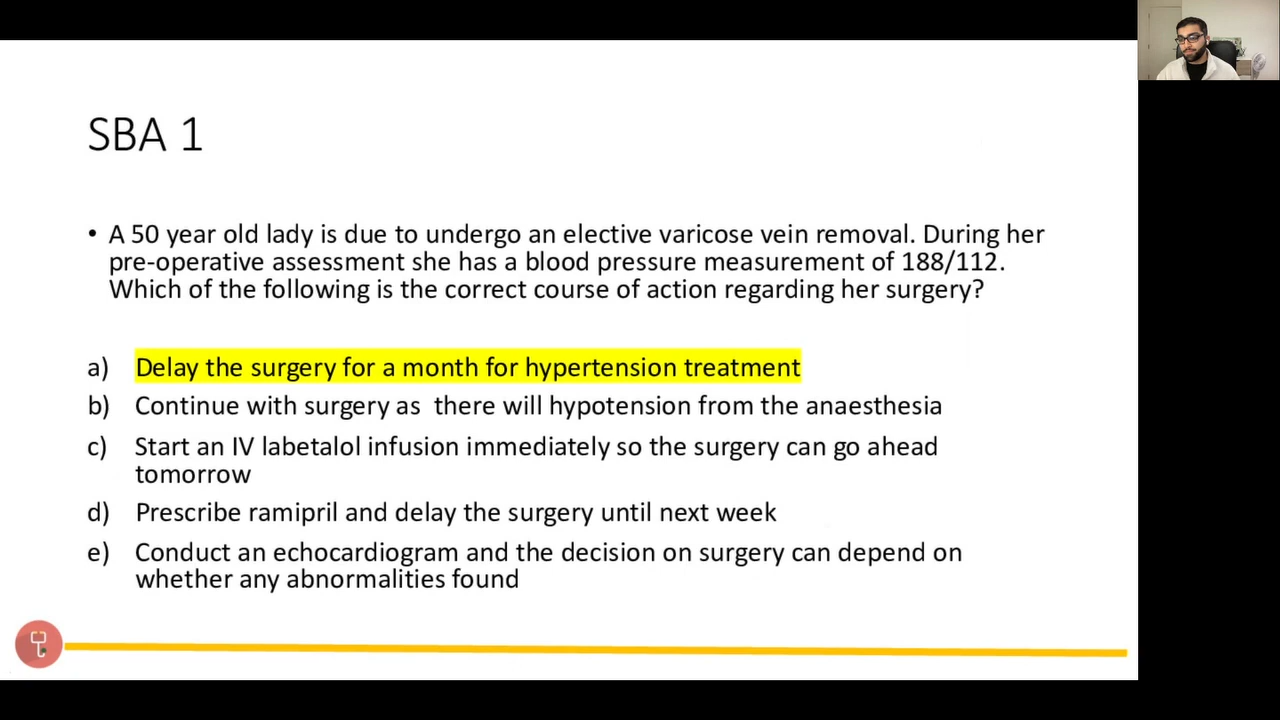 SBA 1
• A 50 year old lady is due to undergo an elective varicose vein removal. During her
pre-operative assessment she has a blood pressure measurement of 188/112.
Which of the following is the correct course of action regarding her surgery?
a) Delay the surgery for a month for hypertension treatment
b) Continue with surgery as  there will hypotension from the anaesthesia
c) Start an IV labetalol infusion immediately so the surgery can go ahead
tomorrow
d) Prescribe ramipril and delay the surgery until next week
e) Conduct an echocardiogram and the decision on surgery can depend on
whether any abnormalities found